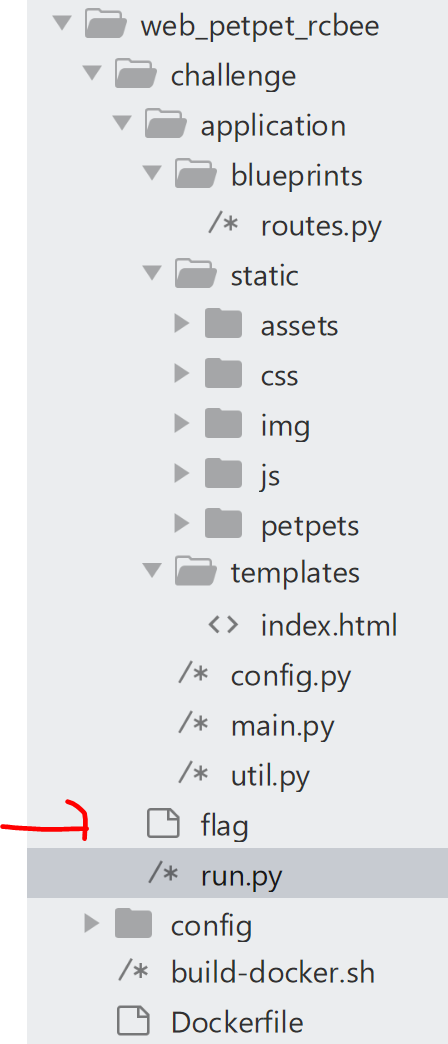 web_petpet_rcbee
challenge
application
blueprints
/* routes.py
static
assets
css
img
js
petpets
templates
<> index.html
/* config.py
/* main.py
/* util.py
flag
/* run.py
config
/* build-docker.sh
Dockerfile